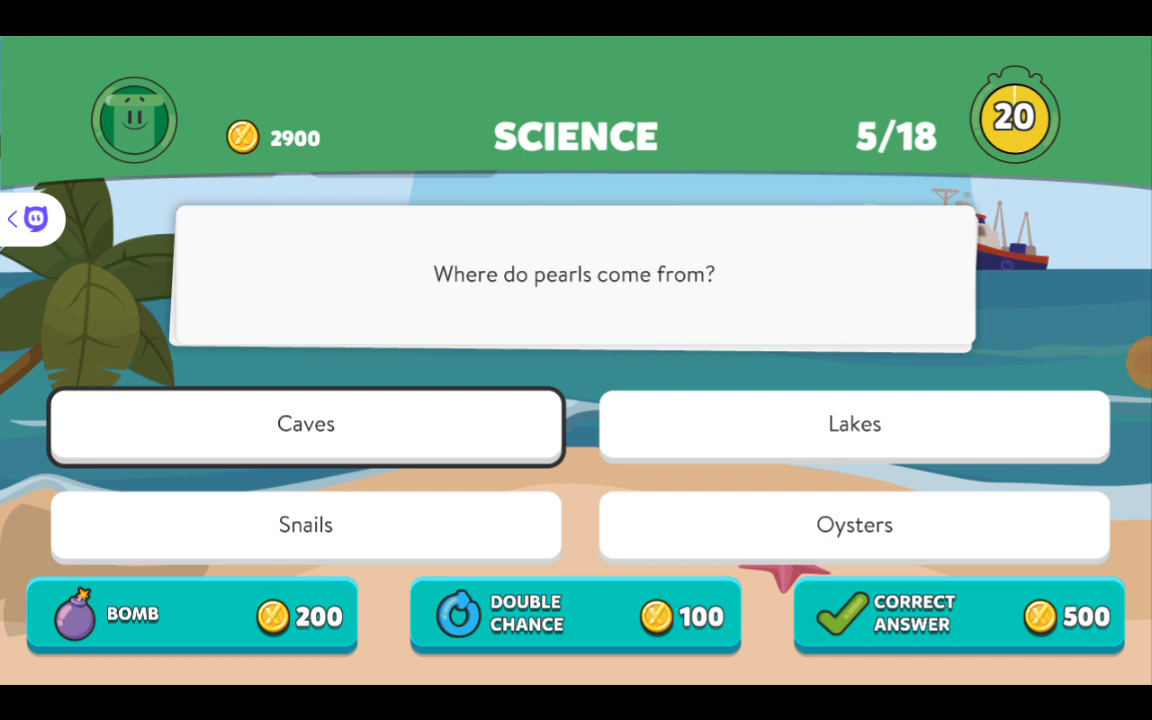 2900
SCIENCE
5/18
20
Where do pearls come from?
Caves
Lakes
Snails
Oysters
BOMB
200
DOUBLE
CHANCE
100
CORRECT
ANSWER
500